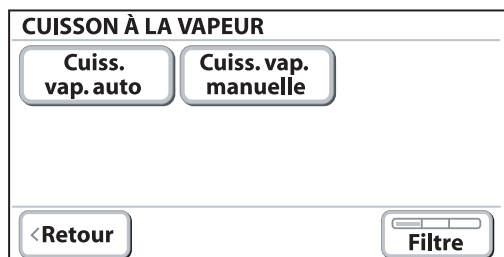 CUISSON À LA VAPEUR
Cuiss.
vap. auto
Cuiss. vap.
manuelle
<Retour
Filtre